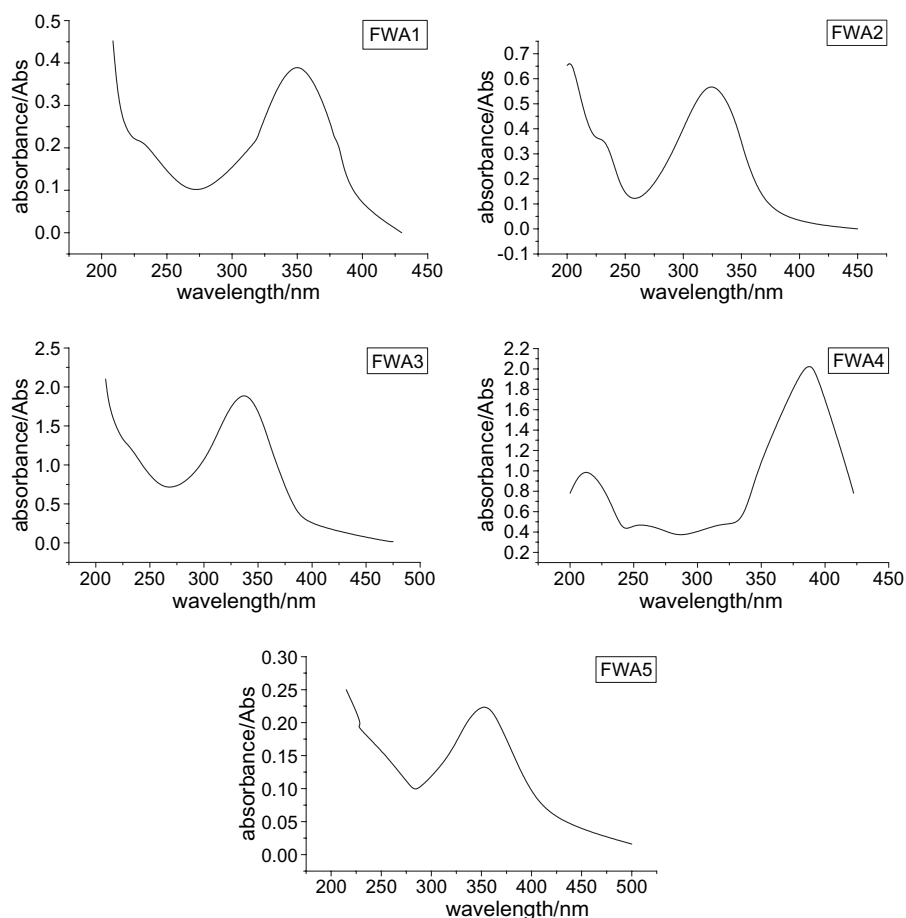 FWA1
absorbance/Abs
0.5
0.4
0.3
0.2
0.1
0.0
200 250 300 350 400 450
wavelength/nm
FWA2
absorbance/Abs
0.7
0.6
0.5
0.4
0.3
0.2
0.1
0.0
-0.1
200 250 300 350 400 450
wavelength/nm
FWA3
absorbance/Abs
2.5
2.0
1.5
1.0
0.5
0.0
200 250 300 350 400 450 500
wavelength/nm
FWA4
absorbance/Abs
2.2
2.0
1.8
1.6
1.4
1.2
1.0
0.8
0.6
0.4
0.2
200 250 300 350 400 450
wavelength/nm
FWA5
absorbance/Abs
0.30
0.25
0.20
0.15
0.10
0.05
0.00
200 250 300 350 400 450 500
wavelength/nm